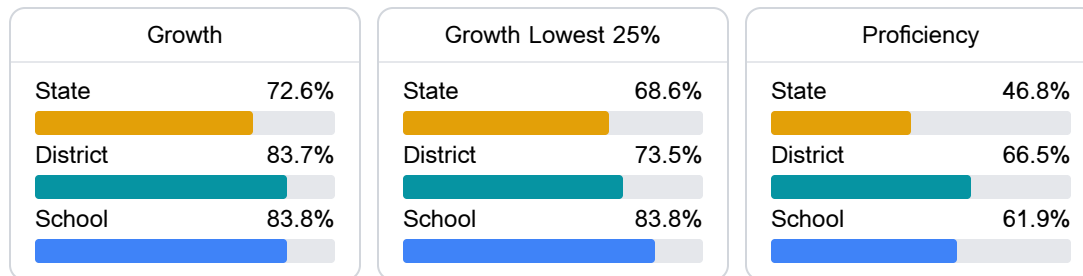 Growth
State 72.6%
District 83.7%
School 83.8%
Growth Lowest 25%
State 68.6%
District 73.5%
School 83.8%
Proficiency
State 46.8%
District 66.5%
School 61.9%